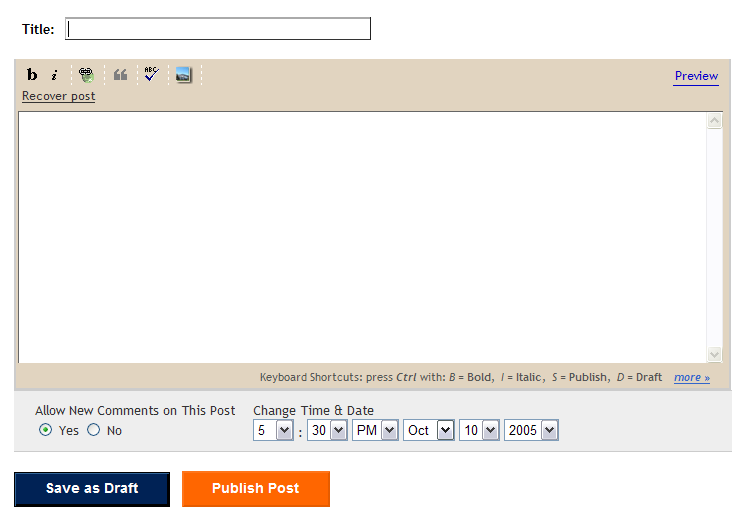 Title:
b i ABC Preview
Recover post
Keyboard Shortcuts: press Ctrl with: B = Bold, I = Italic, S = Publish, D = Draft more »
Allow New Comments on This Post Change Time & Date
Yes No 5 : 30 PM Oct 10 2005
Save as Draft Publish Post